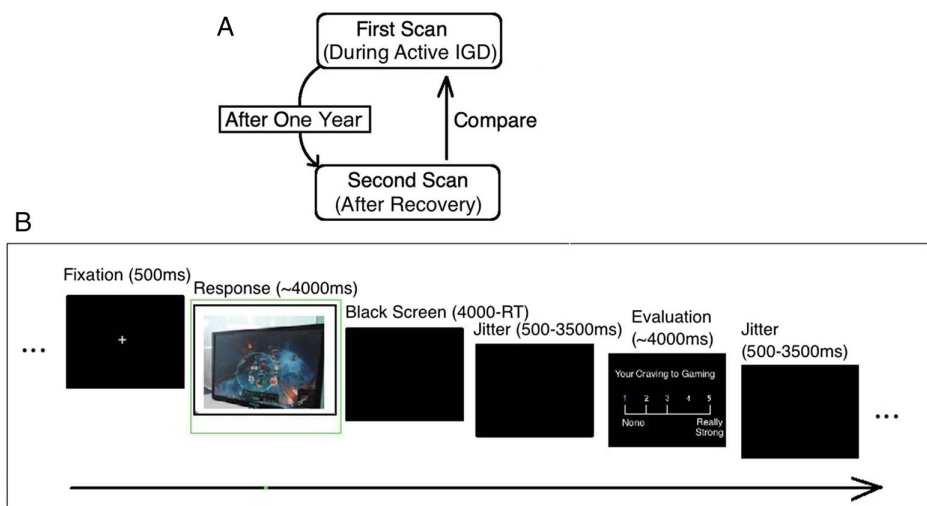 A
First Scan
(During Active IGD)
After One Year
Compare
Second Scan
(After Recovery)
B
Fixation (500ms)
Response (~4000ms)
Black Screen (4000-RT)
Jitter (500-3500ms)
Evaluation
(~4000ms)
Jitter
(500-3500ms)
...
+
Your Craving to Gaming
1 2 3 4 5
None
Really
Strong
...